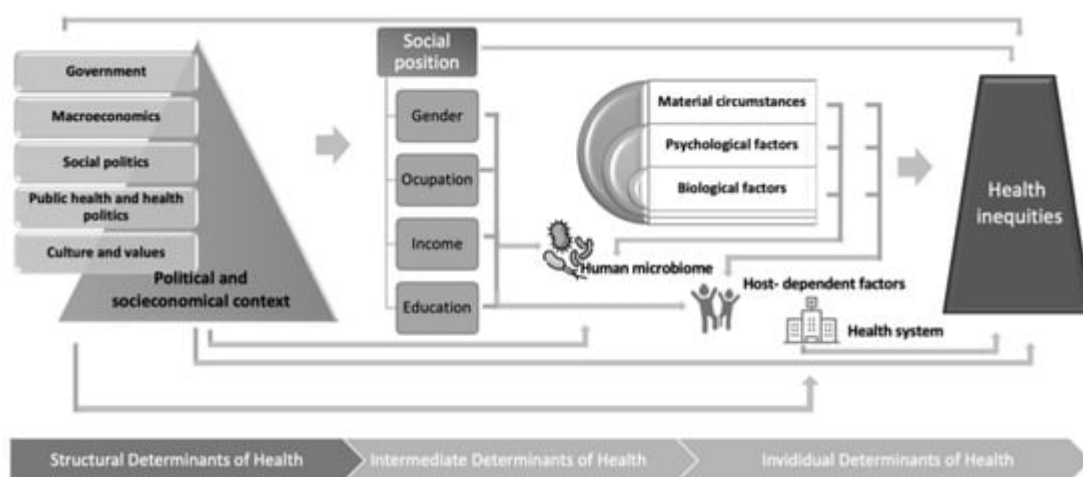 Government
Macroeconomics
Social politics
Public health and health
politics
Culture and values
Political and
socieconomical context
Social
position
Gender
Ocupation
Income
Education
Material circumstances
Psychological factors
Biological factors
Human microbiome
Host- dependent factors
Health system
Health
inequities
Structural Determinants of Health
Intermediate Determinants of Health
Invididual Determinants of Health